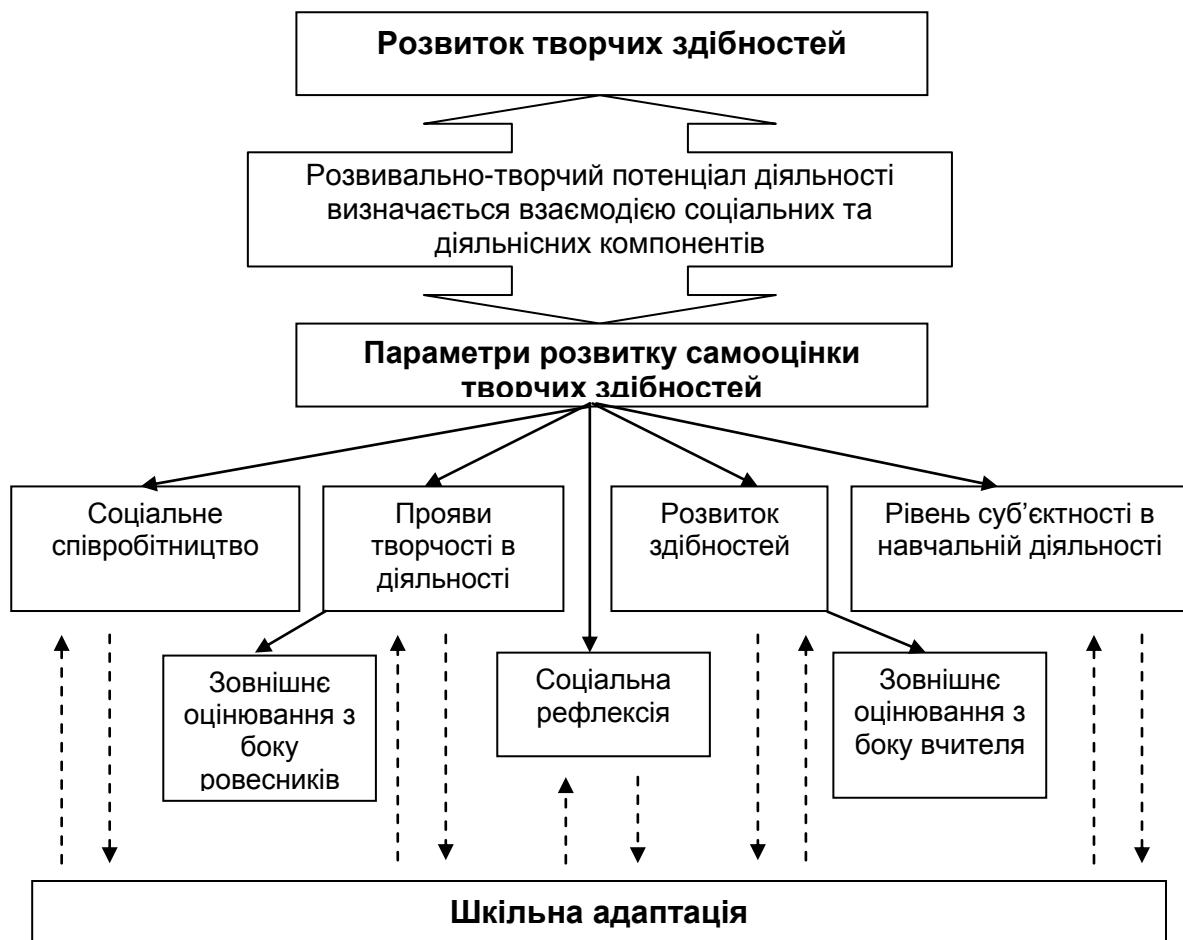 Розвиток творчих здібностей
Розвивально-творчий потенціал діяльності
визначається взаємодією соціальних та
діяльнісних компонентів
Параметри розвитку самооцінки
творчих здібностей
Соціальне
співробітництво
Прояви
творчості в
діяльності
Розвиток
здібностей
Рівень суб’єктності в
навчальній діяльності
Зовнішнє
оцінювання з
боку
ровесників
Соціальна
рефлексія
Зовнішнє
оцінювання з
боку вчителя
Шкільна адаптація